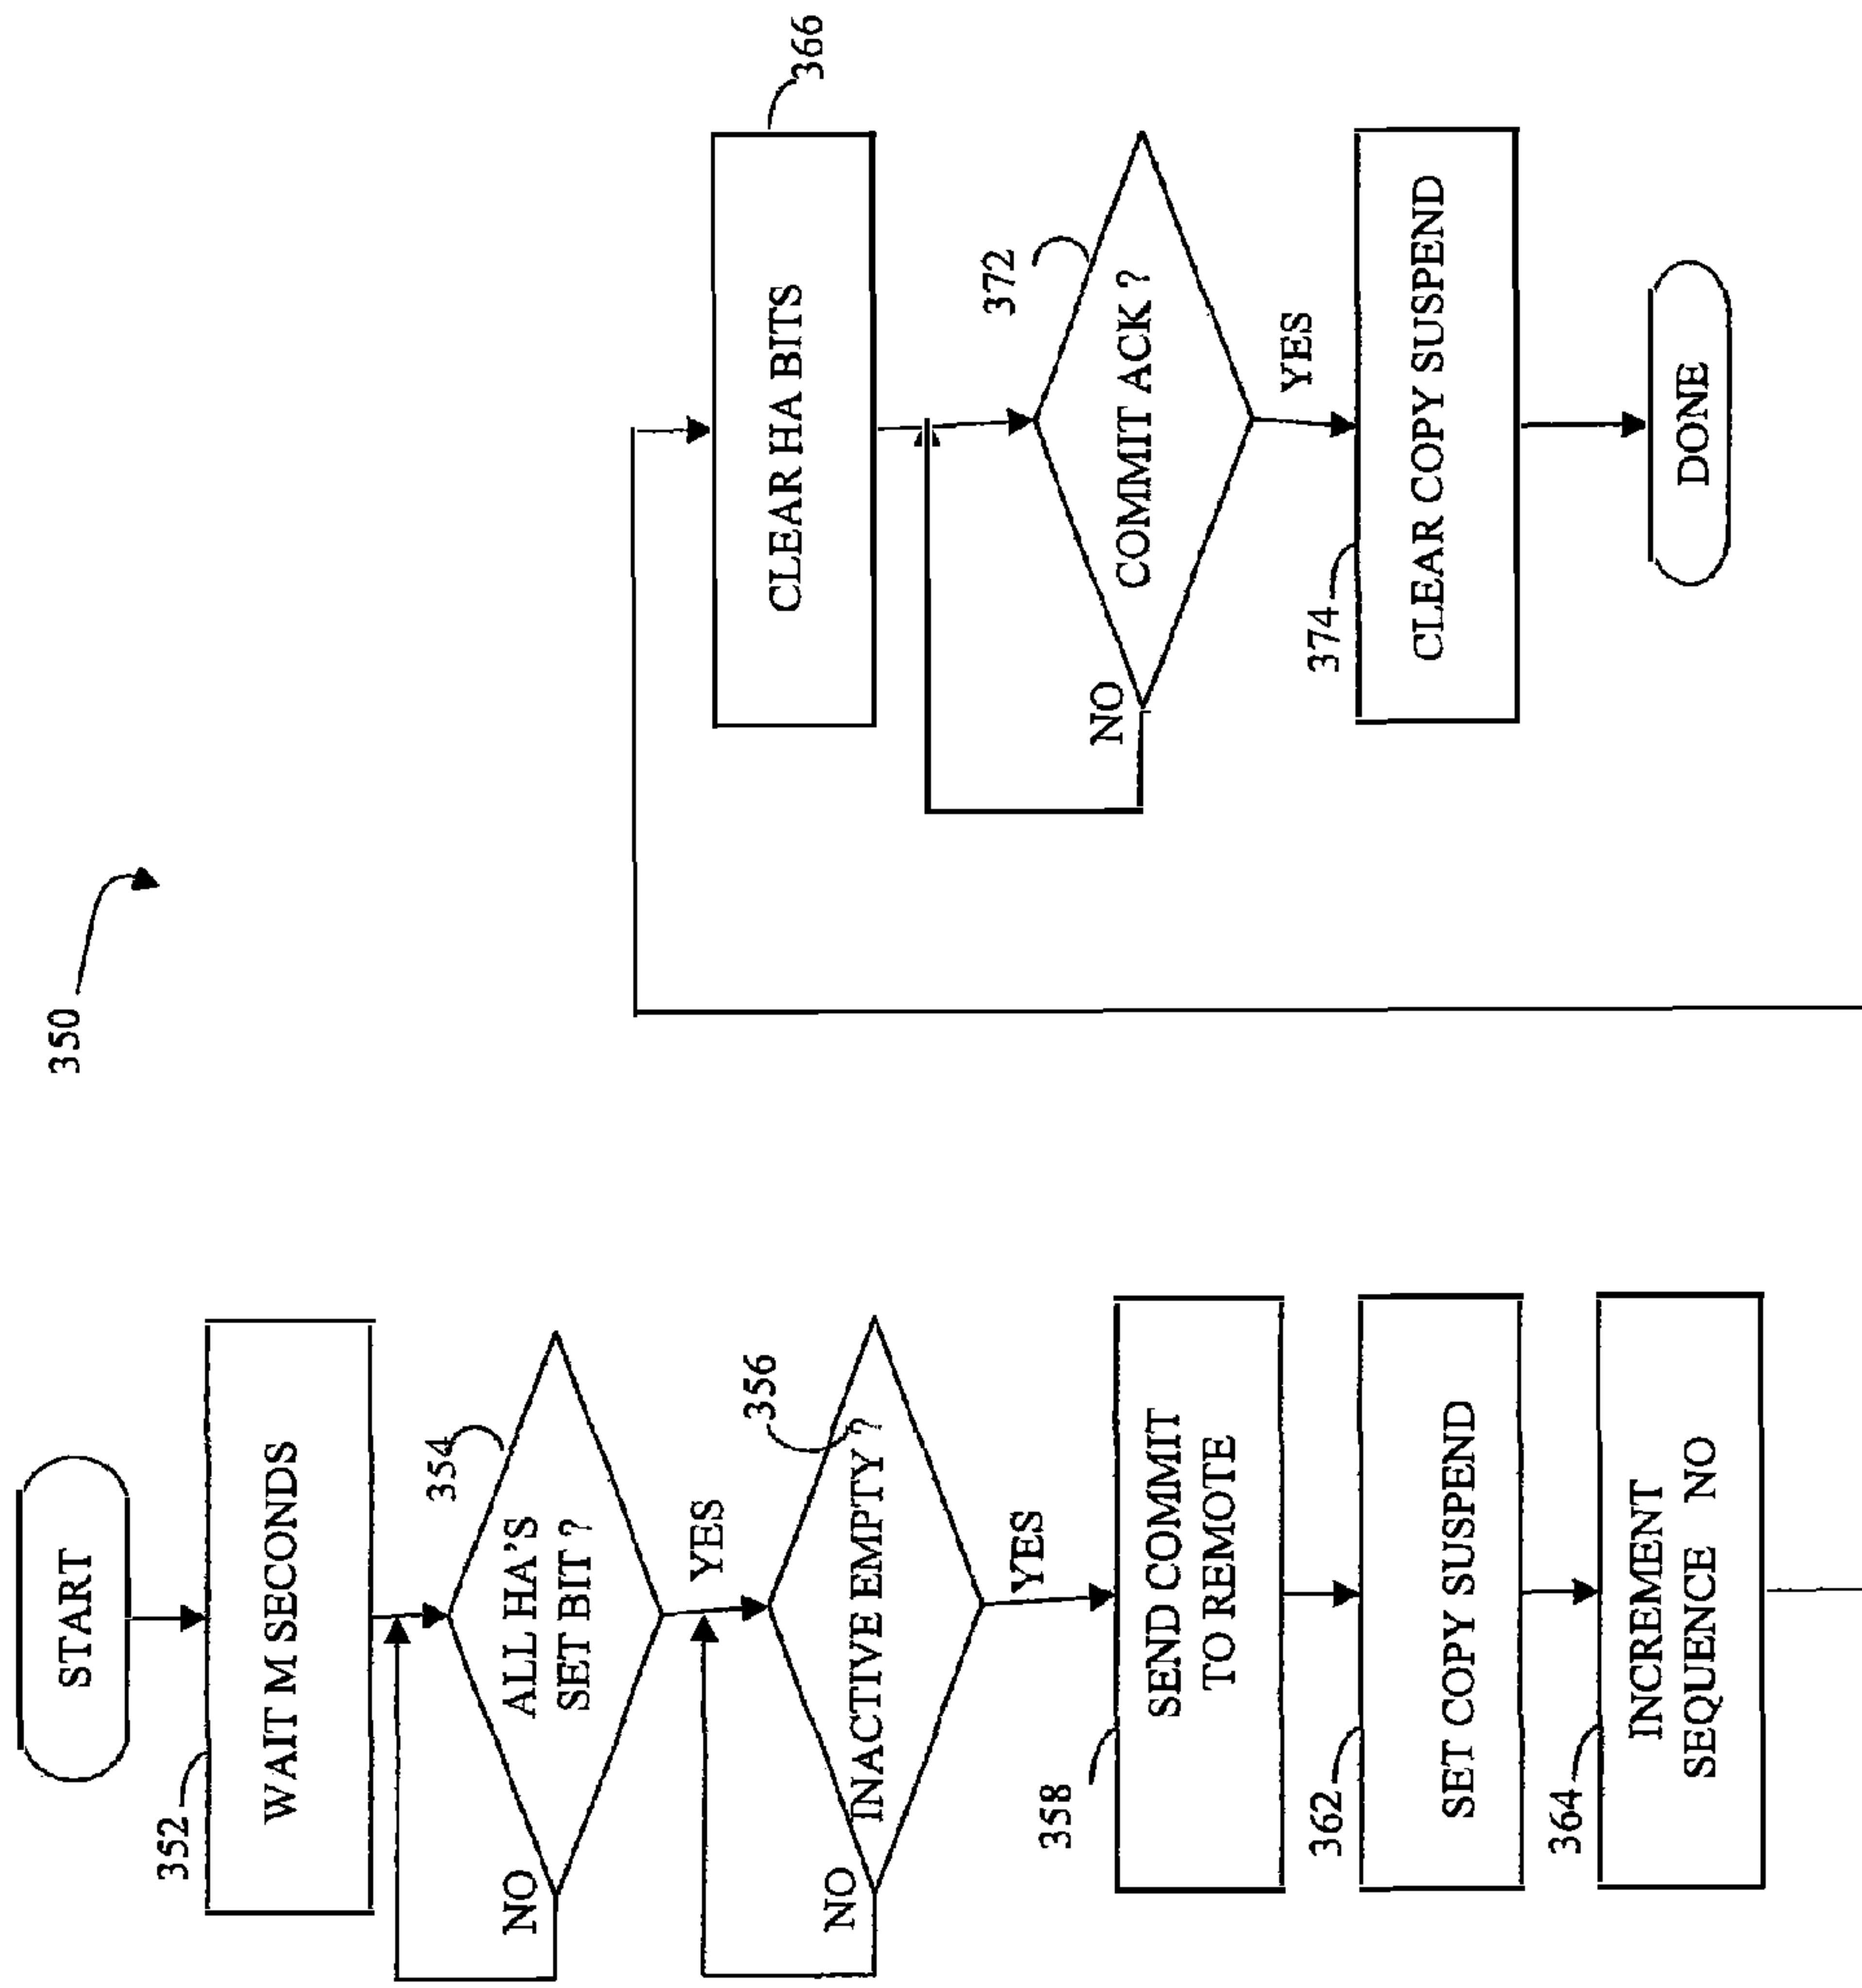 350
START
352
WAIT M SECONDS
354
ALL HA'S
SET BIT ?
NO
YES
356
INACTIVE EMPTY ?
NO
YES
358
SEND COMMIT
TO REMOTE
362
SET COPY SUSPEND
364
INCREMENT
SEQUENCE NO
366
CLEAR HA BITS
372
COMMIT ACK ?
NO
YES
374
CLEAR COPY SUSPEND
DONE